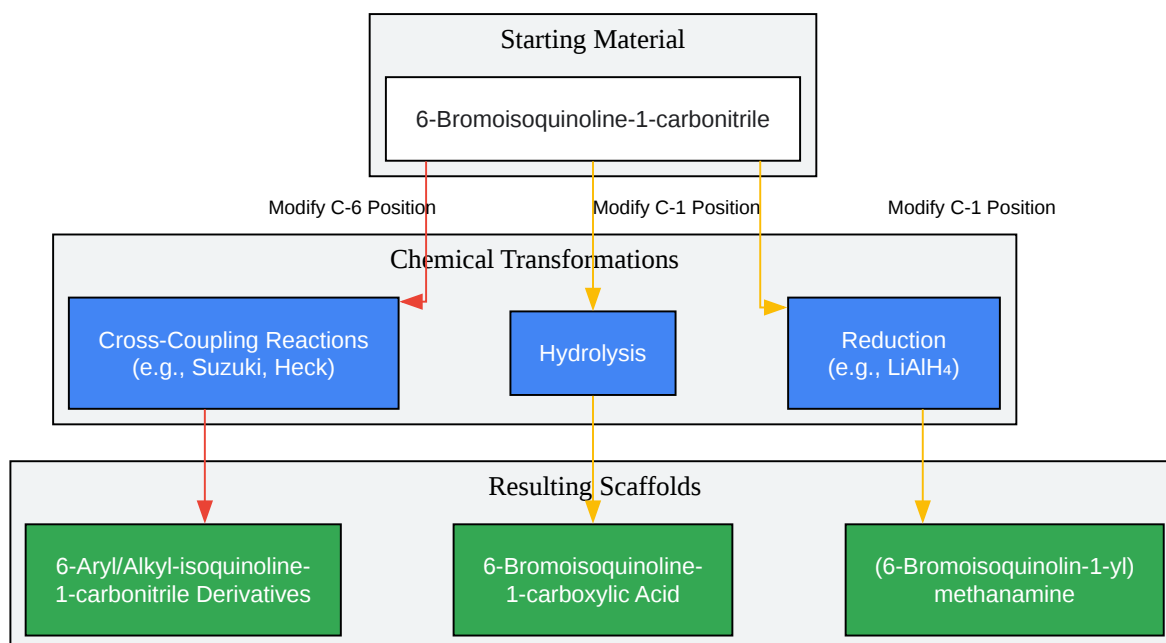 Starting Material
6-Bromoisoquinoline-1-carbonitrile
Modify C-6 Position
Modify C-1 Position
Modify C-1 Position
Chemical Transformations
Cross-Coupling Reactions
(e.g., Suzuki, Heck)
Hydrolysis
Reduction
(e.g., LiAlH₄)
Resulting Scaffolds
6-Aryl/Alkyl-isoquinoline-
1-carbonitrile Derivatives
6-Bromoisoquinoline-
1-carboxylic Acid
(6-Bromoisoquinolin-1-yl)
methanamine